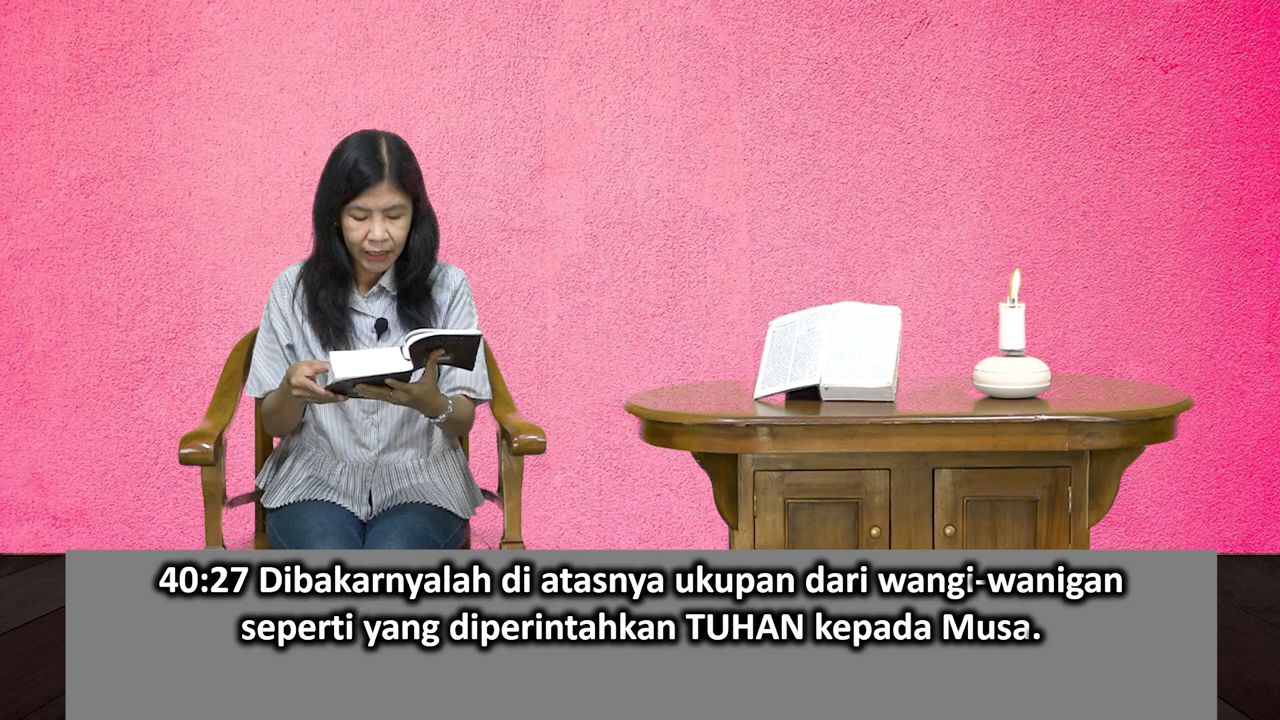 40:27 Dibakarnyalah di atasnya ukupan dari wangi-wanigan
seperti yang diperintahkan TUHAN kepada Musa.